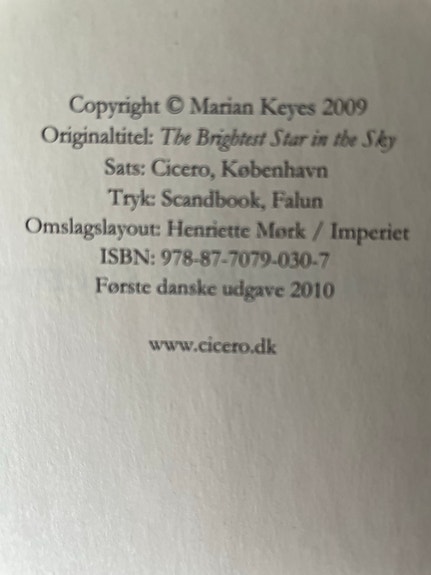 Copyright © Marian Keyes 2009
Originaltitel: The Brightest Star in the Sky
Sats: Cicero, København
Tryk: Scandbook, Falun
Omslagslayout: Henriette Mørk / Imperiet
ISBN: 978-87-7079-030-7
Første danske udgave 2010
www.cicero.dk